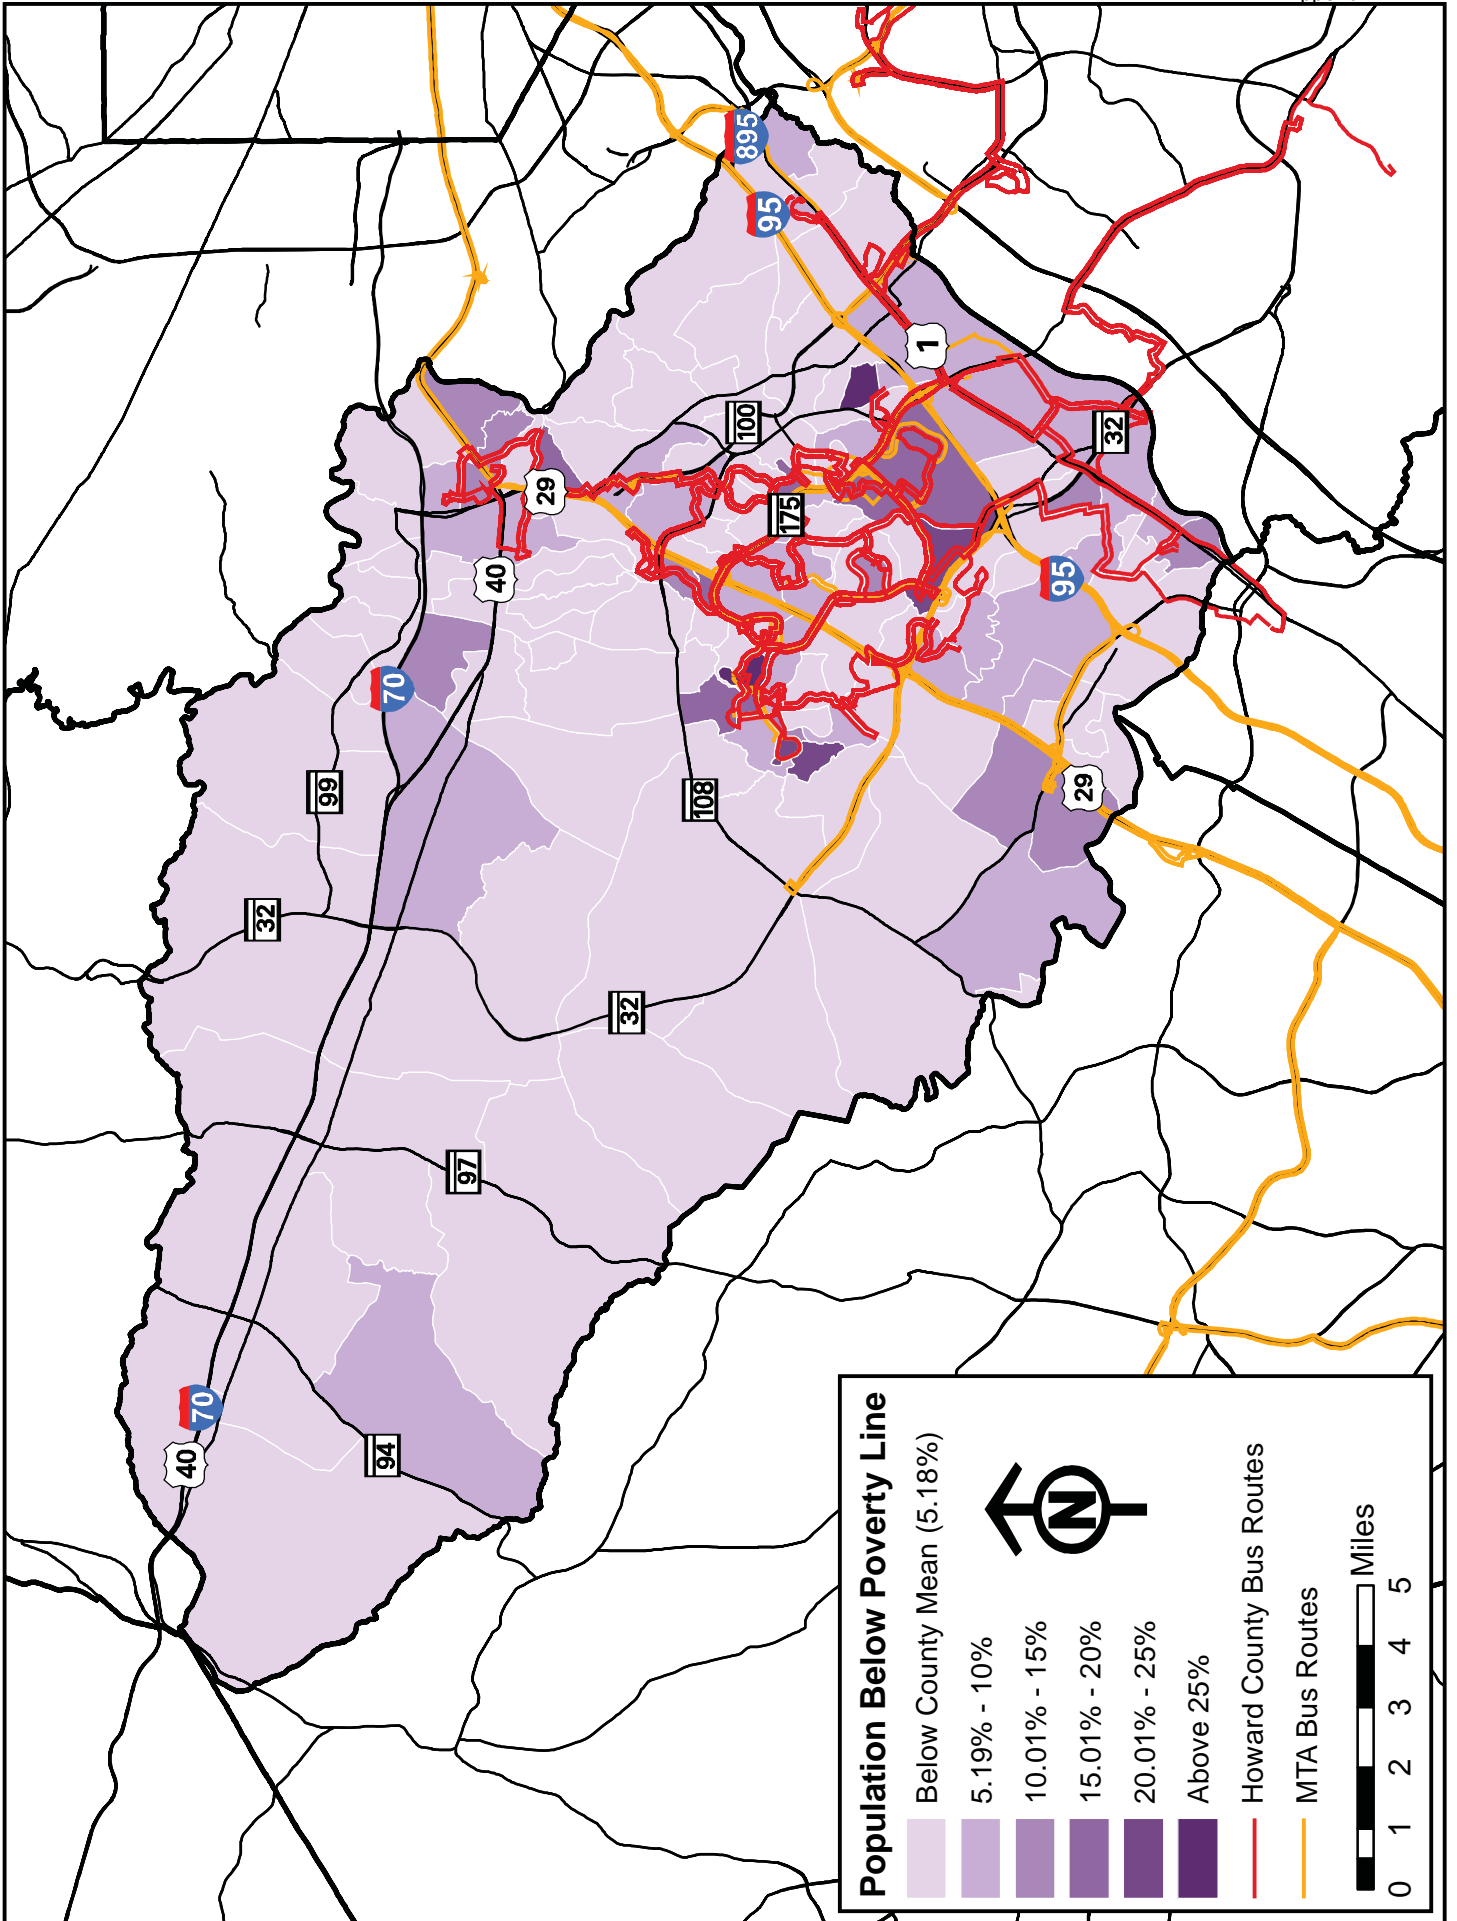 40
70
32
99
94
70
97
40
29
32
108
100
895
95
175
1
95
29
32
Population Below Poverty Line
Below County Mean (5.18%)
5.19% - 10%
10.01% - 15%
15.01% - 20%
20.01% - 25%
Above 25%
N
Howard County Bus Routes
MTA Bus Routes
Miles
0 1 2 3 4 5